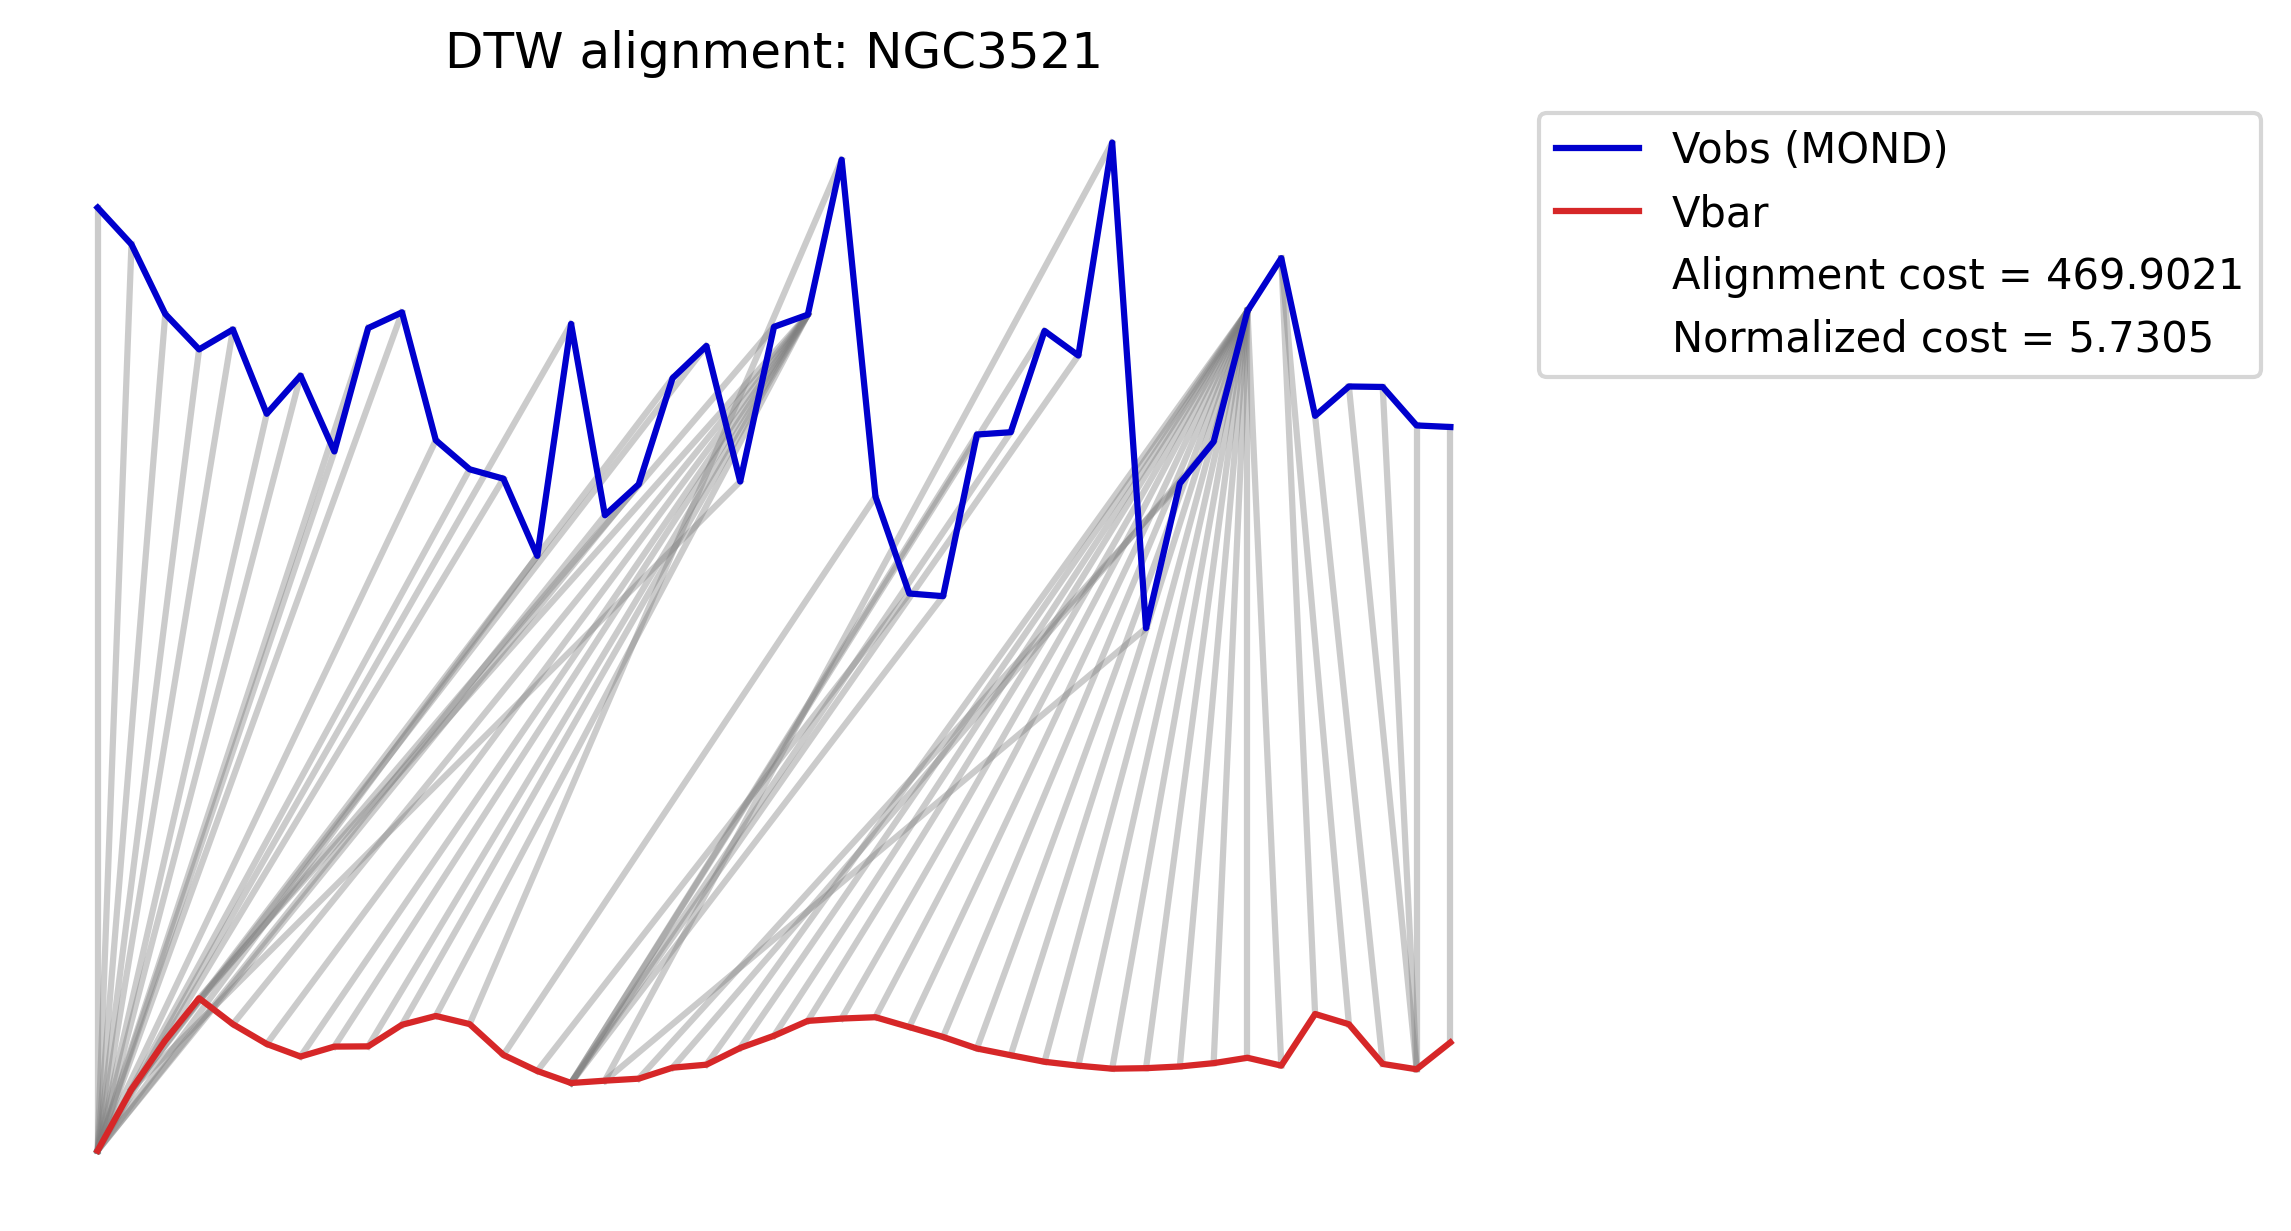 DTW alignment: NGC3521
Vobs (MOND)
Vbar
Alignment cost = 469.9021
Normalized cost = 5.7305